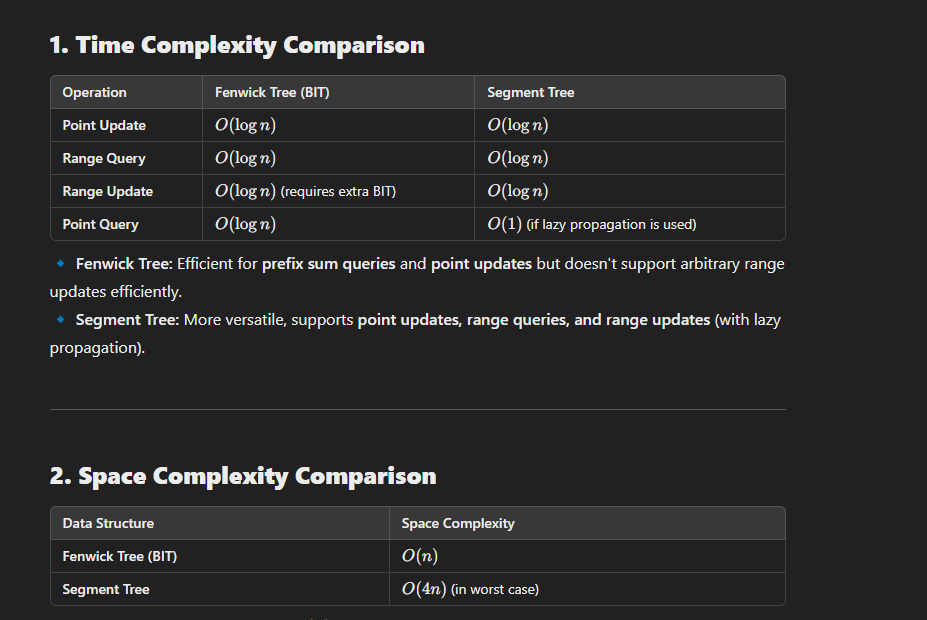 1. Time Complexity Comparison
Operation Fenwick Tree (BIT) Segment Tree
Point Update O(log n) O(log n)
Range Query O(log n) O(log n)
Range Update O(log n) (requires extra BIT) O(log n)
Point Query O(log n) O(1) (if lazy propagation is used)
Fenwick Tree: Efficient for prefix sum queries and point updates but doesn't support arbitrary range
updates efficiently.
Segment Tree: More versatile, supports point updates, range queries, and range updates (with lazy
propagation).
2. Space Complexity Comparison
Data Structure Space Complexity
Fenwick Tree (BIT) O(n)
Segment Tree O(4n) (in worst case)